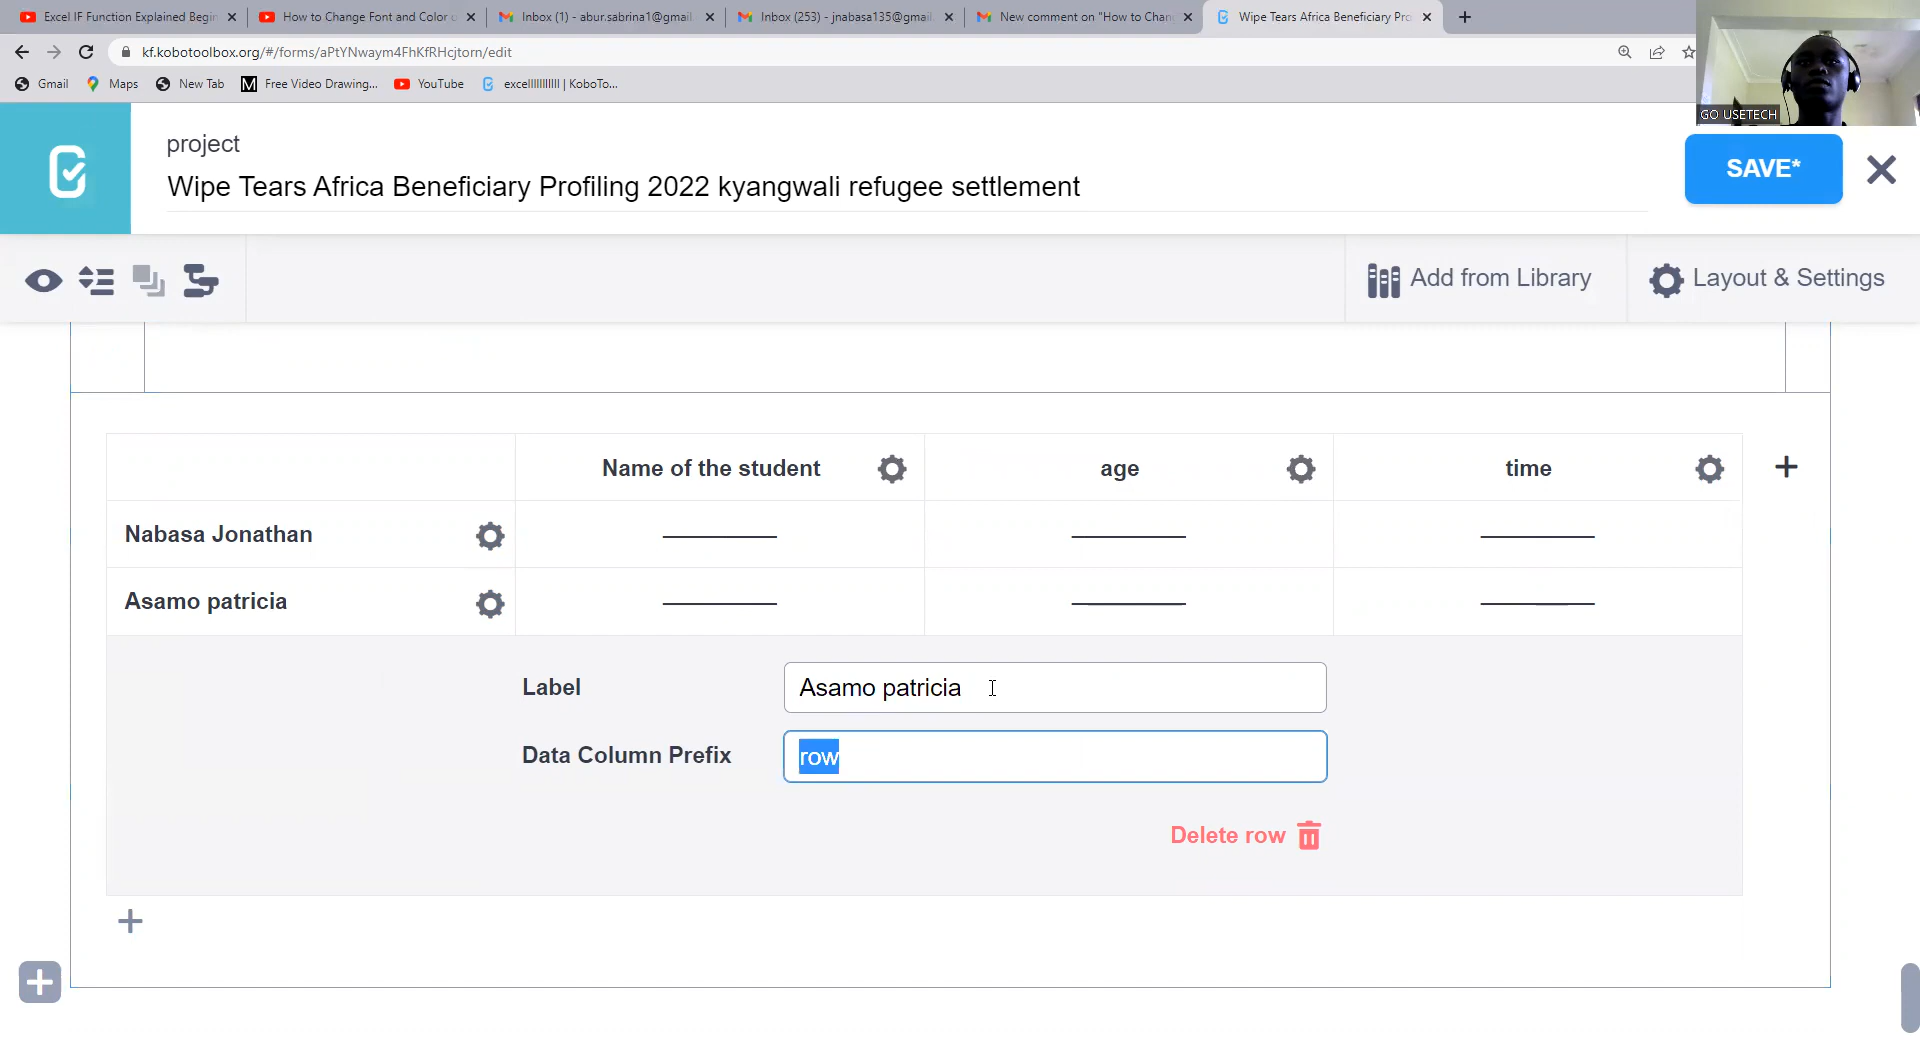 Excel IF Function Explained Begin
How to Change Font and Color
Inbox (1) - abur.sabrina1@gmail
Inbox (253) - jnabasa135@gmail.
New comment on "How to Chan
Wipe Tears Africa Beneficiary Pro
kf.kobotoolbox.org/#/forms/aPtYNwaym4FhKfRHcjtorn/edit
Gmail
Maps
New Tab
Free Video Drawing...
YouTube
excelllllllllll | KoboTo...
GO USETECH
project
Wipe Tears Africa Beneficiary Profiling 2022 kyangwali refugee settlement
SAVE*
Add from Library
Layout & Settings
Name of the student
age
time
Nabasa Jonathan
Asamo patricia
Label
Asamo patricia
Data Column Prefix
row
Delete row